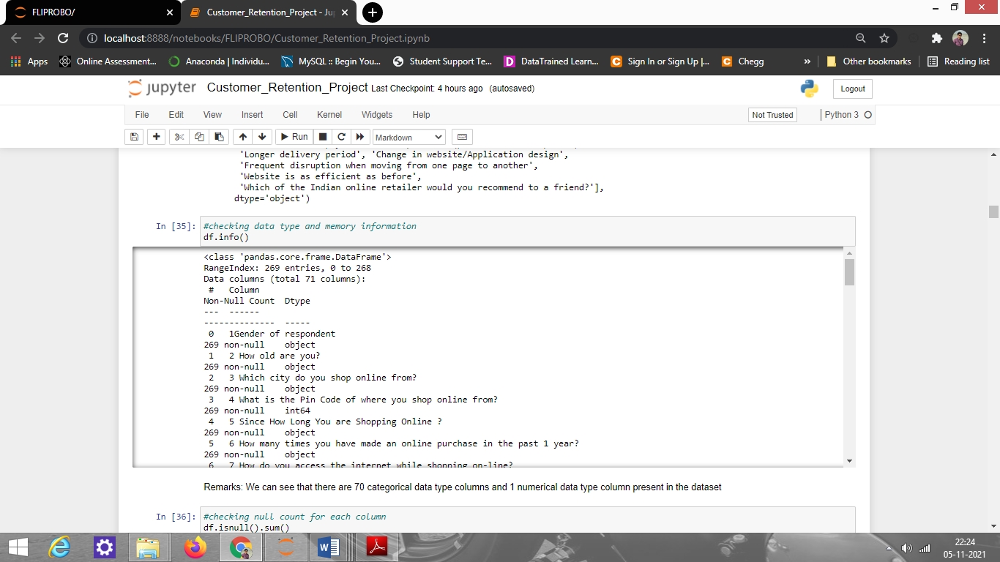 FLIPROBO/
Customer_Retention_Project - Ju
localhost:8888/notebooks/FLIPROBO/Customer_Retention_Project.ipynb
Apps
Online Assessment...
Anaconda | Individu...
MySQL :: Begin You...
Student Support Te...
D
DataTrained Learn...
C
Sign In or Sign Up |...
C
Chegg
»
Other bookmarks
Reading list
jupyter
Customer_Retention_Project Last Checkpoint: 4 hours ago (autosaved)
Logout
File Edit View Insert Cell Kernel Widgets Help
Not Trusted
Python 3
Run
Markdown
'Longer delivery period', 'Change in website/Application design',
'Frequent disruption when moving from one page to another',
'Website is as efficient as before',
'Which of the Indian online retailer would you recommend to a friend?'],
dtype='object')
In [35]: #checking data type and memory information
df.info()
<class 'pandas.core.frame.DataFrame'>
RangeIndex: 269 entries, 0 to 268
Data columns (total 71 columns):
# Column
Non-Null Count Dtype
--- ------
-------------- -----
0 1Gender of respondent
269 non-null object
1 2 How old are you?
269 non-null object
2 3 Which city do you shop online from?
269 non-null object
3 4 What is the Pin Code of where you shop online from?
269 non-null int64
4 5 Since How Long You are Shopping Online ?
269 non-null object
5 6 How many times you have made an online purchase in the past 1 year?
269 non-null object
6 7 How do you access the internet while shopping on-line?
Remarks: We can see that there are 70 categorical data type columns and 1 numerical data type column present in the dataset
In [36]: #checking null count for each column
df.isnull().sum()
22:24
05-11-2021